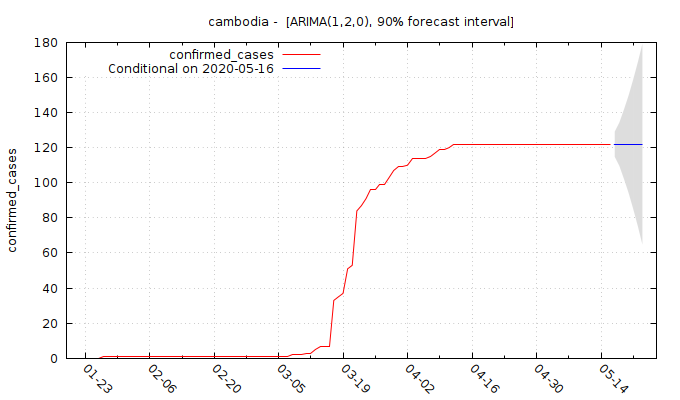 cambodia -  [ARIMA(1,2,0), 90% forecast interval]
confirmed_cases
Conditional on 2020-05-16
confirmed_cases
180
160
140
120
100
80
60
40
20
0
01-23 02-06 02-20 03-05 03-19 04-02 04-16 04-30 05-14